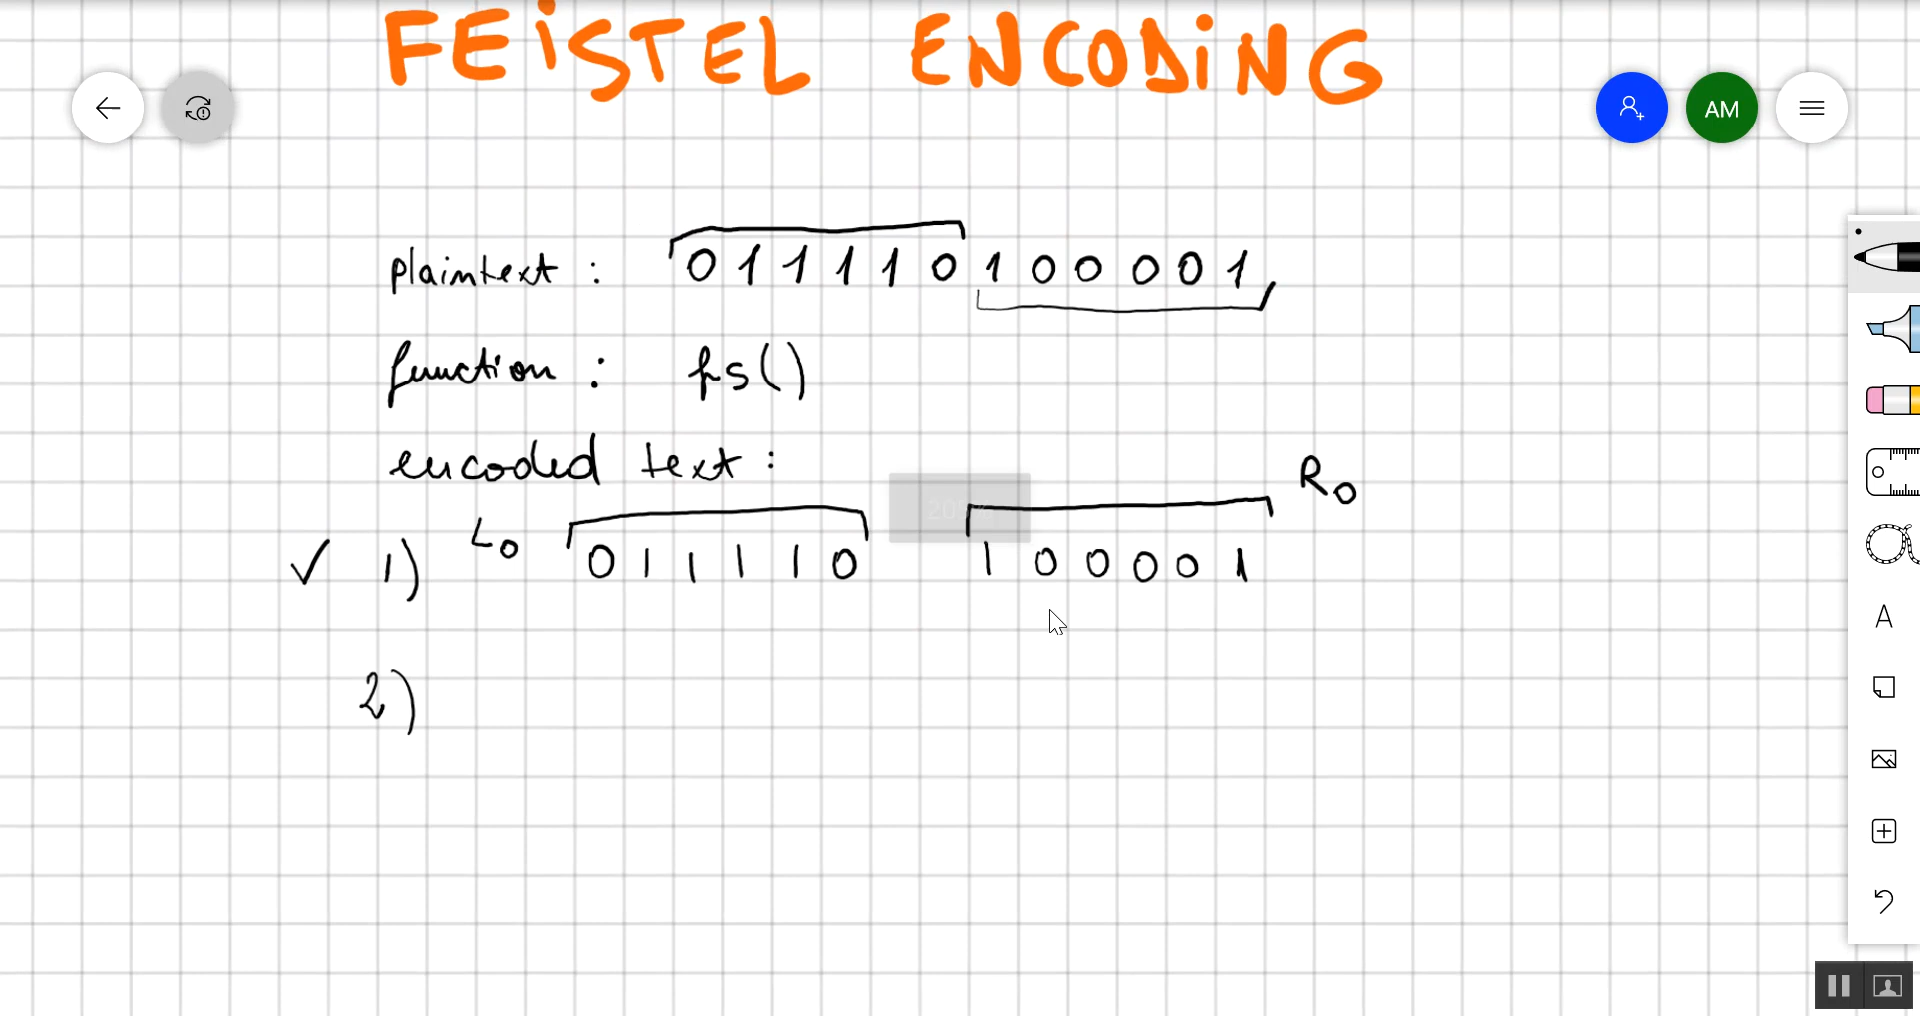 FEISTEL ENCODING
AM
plaintext : 011110100001
function : fs()
encoded text :
✓ 1) L0 011110 100001 R0
2)
A